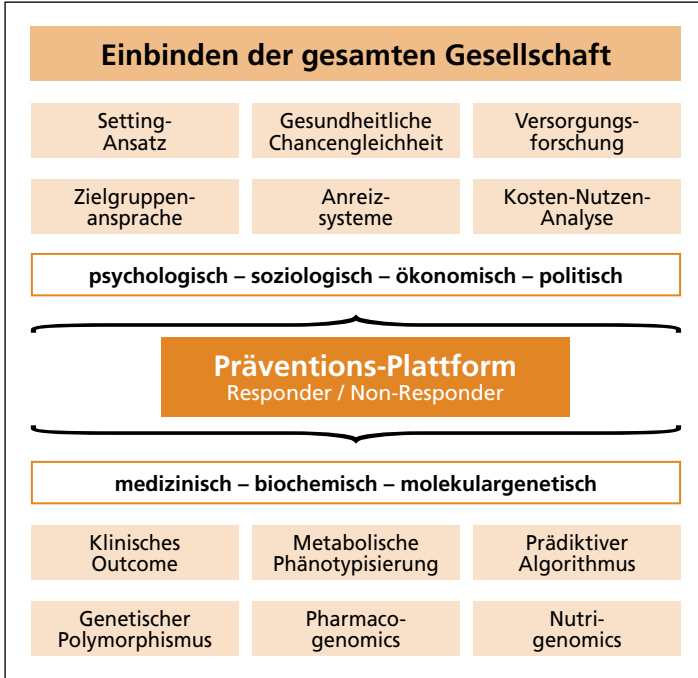 Einbinden der gesamten Gesellschaft
Setting-
Ansatz
Gesundheitliche
Chancengleichheit
Versorgungs-
forschung
Zielgruppen-
ansprache
Anreiz-
systeme
Kosten-Nutzen-
Analyse
psychologisch – soziologisch – ökonomisch – politisch
Präventions-Plattform
Responder / Non-Responder
medizinisch – biochemisch – molekulargenetisch
Klinisches
Outcome
Metabolische
Phänotypisierung
Prädiktiver
Algorithmus
Genetischer
Polymorphismus
Pharmaco-
genomics
Nutri-
genomics